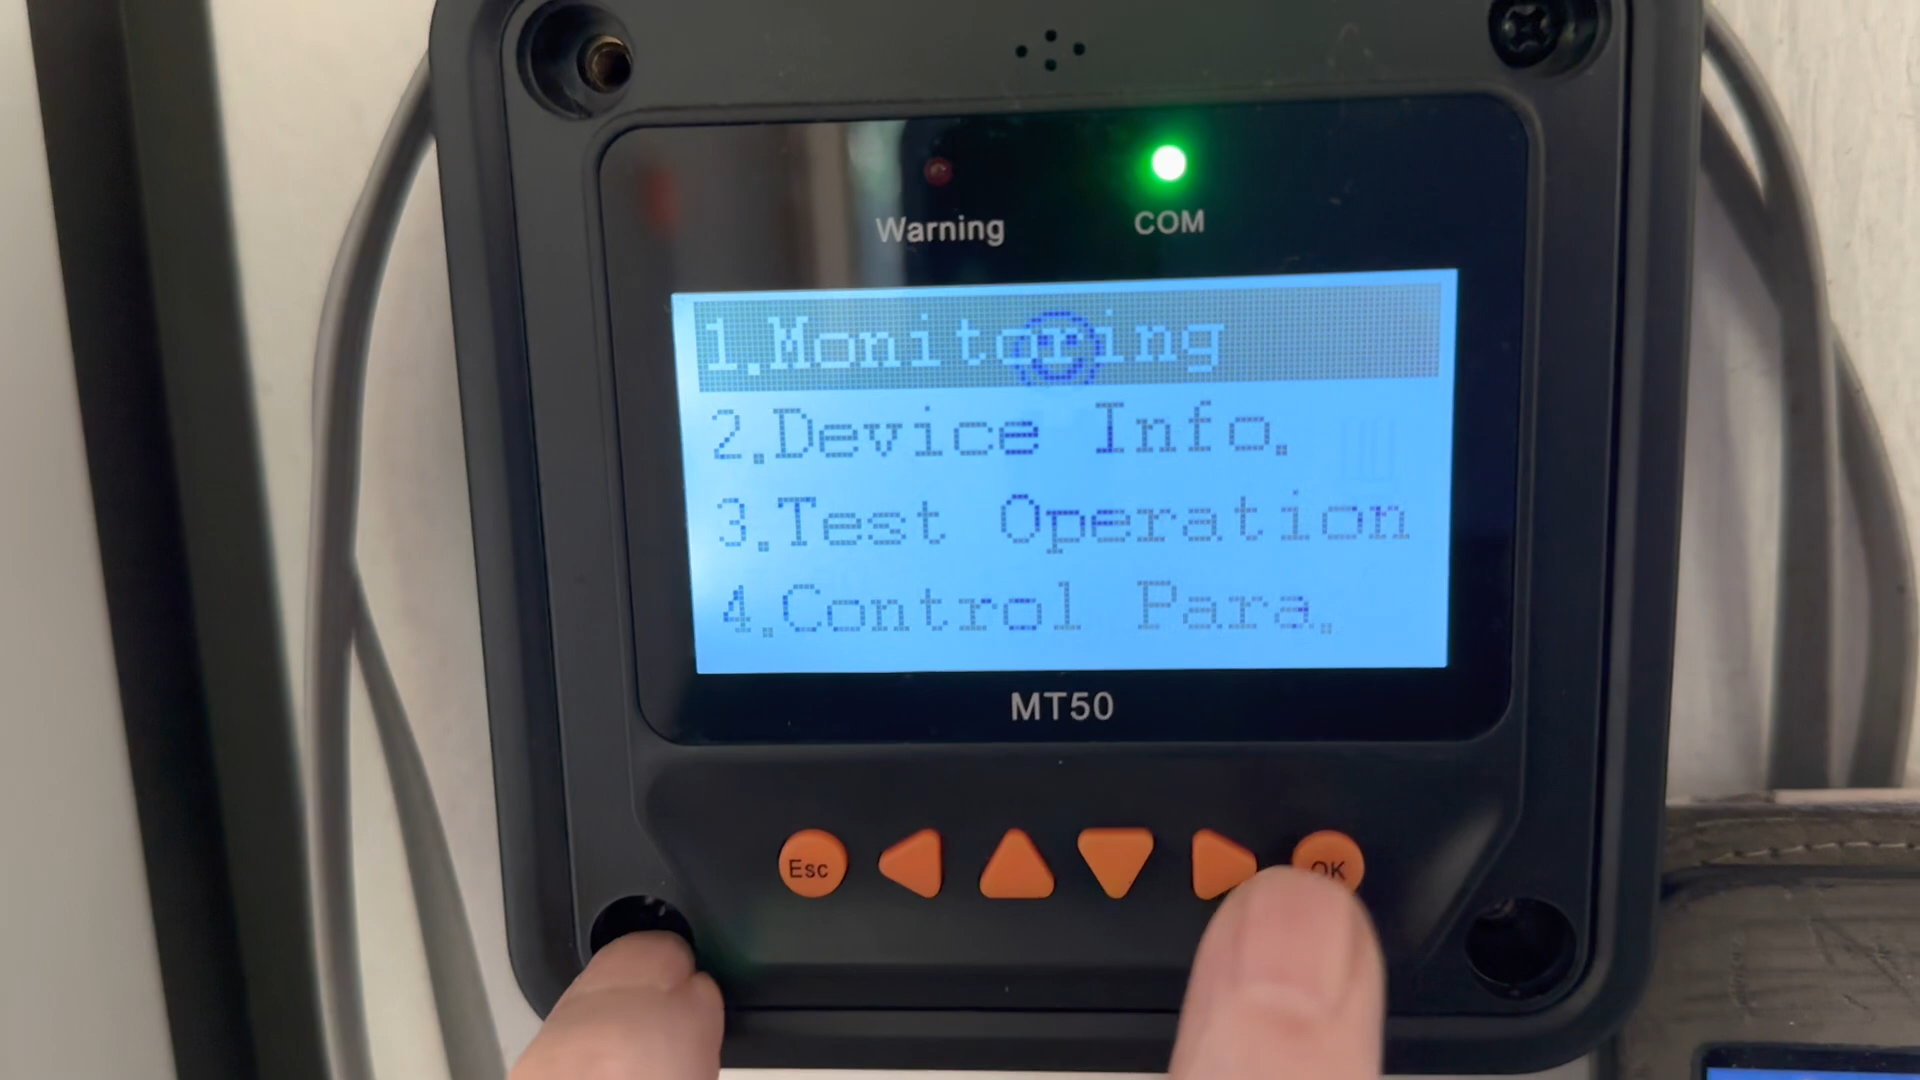 Warning COM
1.Monitoring
2.Device Info.
3.Test Operation
4.Control Para.
MT50
Esc OK